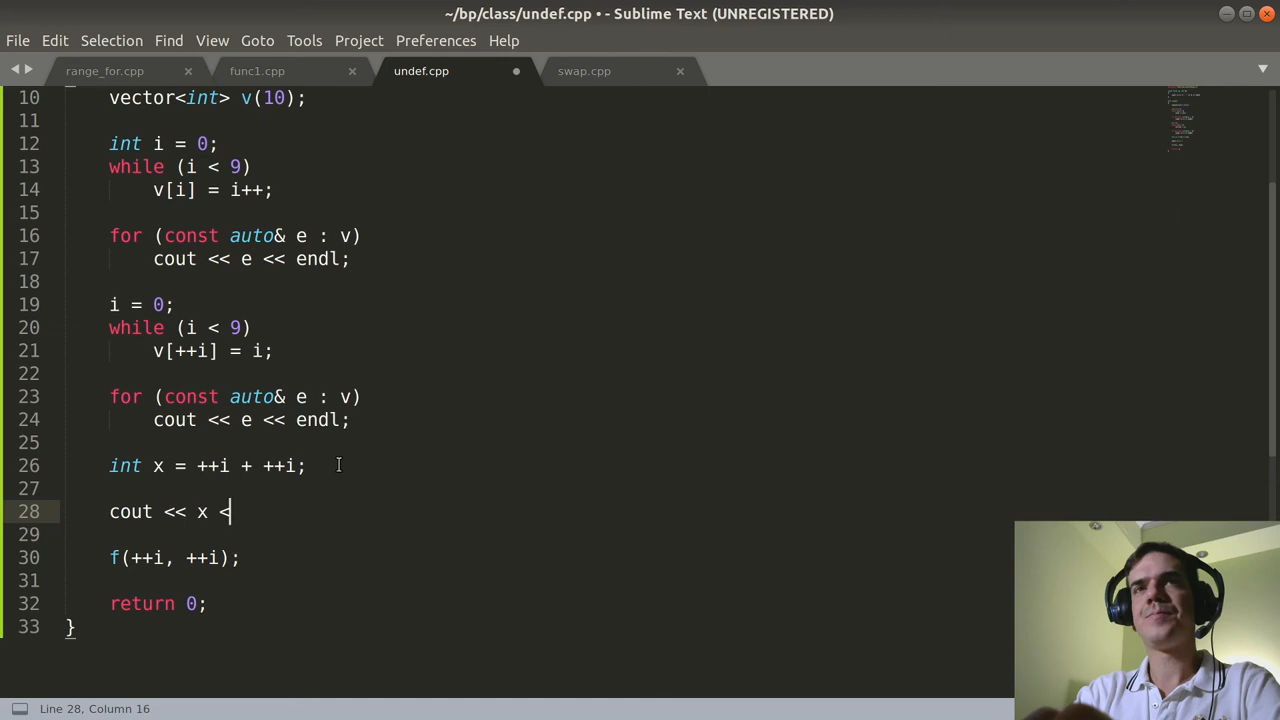 ~/bp/class/undef.cpp • - Sublime Text (UNREGISTERED)
File Edit Selection Find View Goto Tools Project Preferences Help
range_for.cpp func1.cpp undef.cpp swap.cpp
10 vector<int> v(10);
11
12 int i = 0;
13 while (i < 9)
14 v[i] = i++;
15
16 for (const auto& e : v)
17 cout << e << endl;
18
19 i = 0;
20 while (i < 9)
21 v[++i] = i;
22
23 for (const auto& e : v)
24 cout << e << endl;
25
26 int x = ++i + ++i;
27
28 cout << x <
29
30 f(++i, ++i);
31
32 return 0;
33 }
Line 28, Column 16